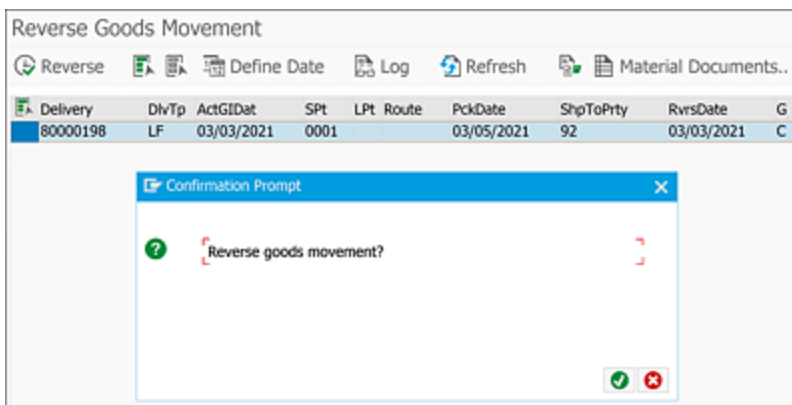 Reverse Goods Movement
Reverse Define Date Log Refresh Material Documents..
Delivery DlvTp ActGIDat SPt LPt Route PckDate ShpToPrty RvrsDate G
80000198 LF 03/03/2021 0001 03/05/2021 92 03/03/2021 C
Confirmation Prompt
Reverse goods movement?